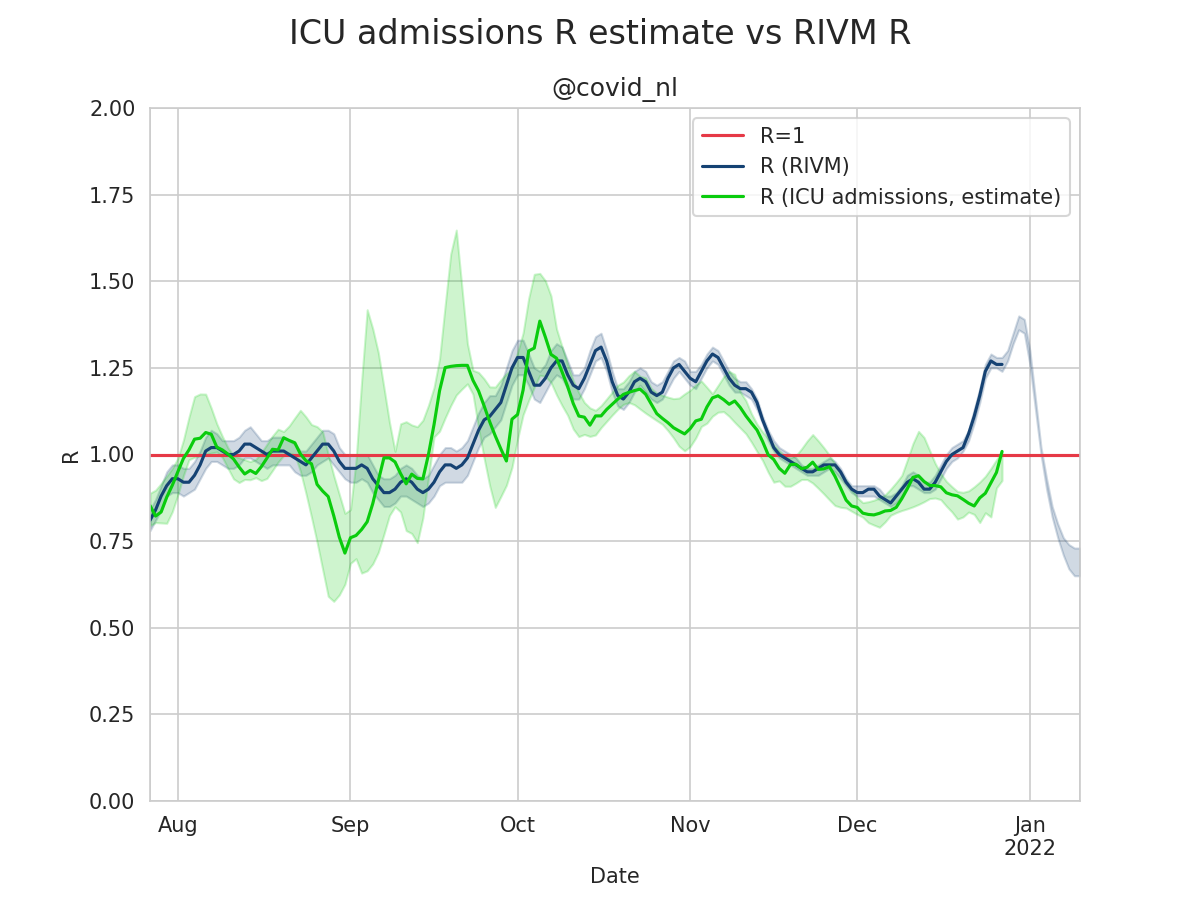 ICU admissions R estimate vs RIVM R
@covid_nl
2.00
1.75
1.50
1.25
1.00
0.75
0.50
0.25
0.00
R
R=1
R (RIVM)
R (ICU admissions, estimate)
Aug Sep Oct Nov Dec Jan
2022
Date